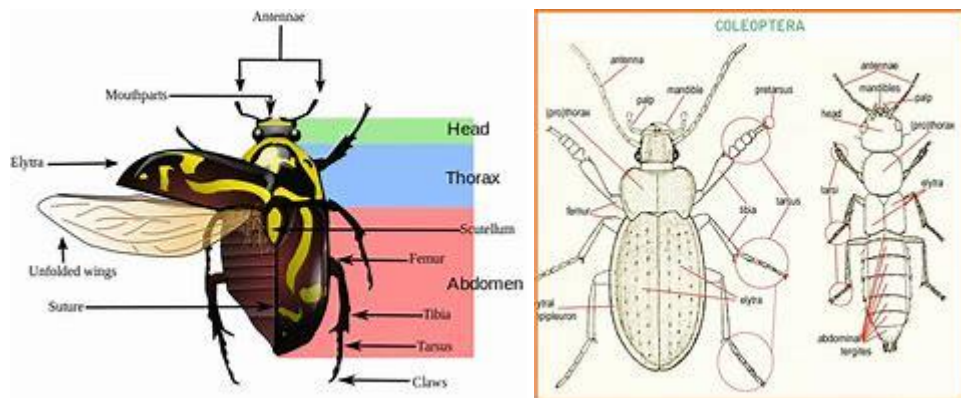 Antennae
Mouthparts
Head
Elytra
Thorax
Scutellum
Unfolded wings
Femur
Abdomen
Suture
Tibia
Tarsus
Claws
COLEOPTERA
antenna
palp
mandible
pretarsus
(pro)thorax
femur
tibia
tarsus
elytra
epipleuron
antennae
mandibles
palp
head
(pro)thorax
tarsi
elytra
abdominal
tergites